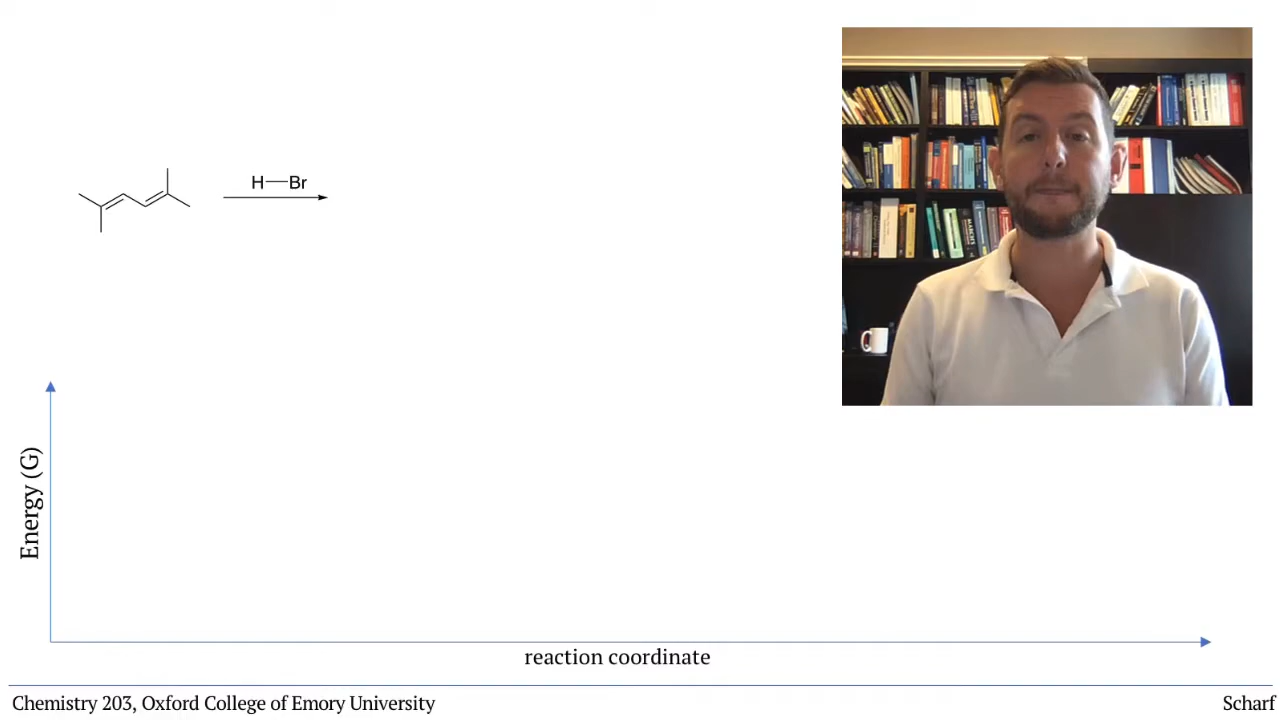 H—Br
Energy (G)
reaction coordinate
Chemistry 203, Oxford College of Emory University
Scharf